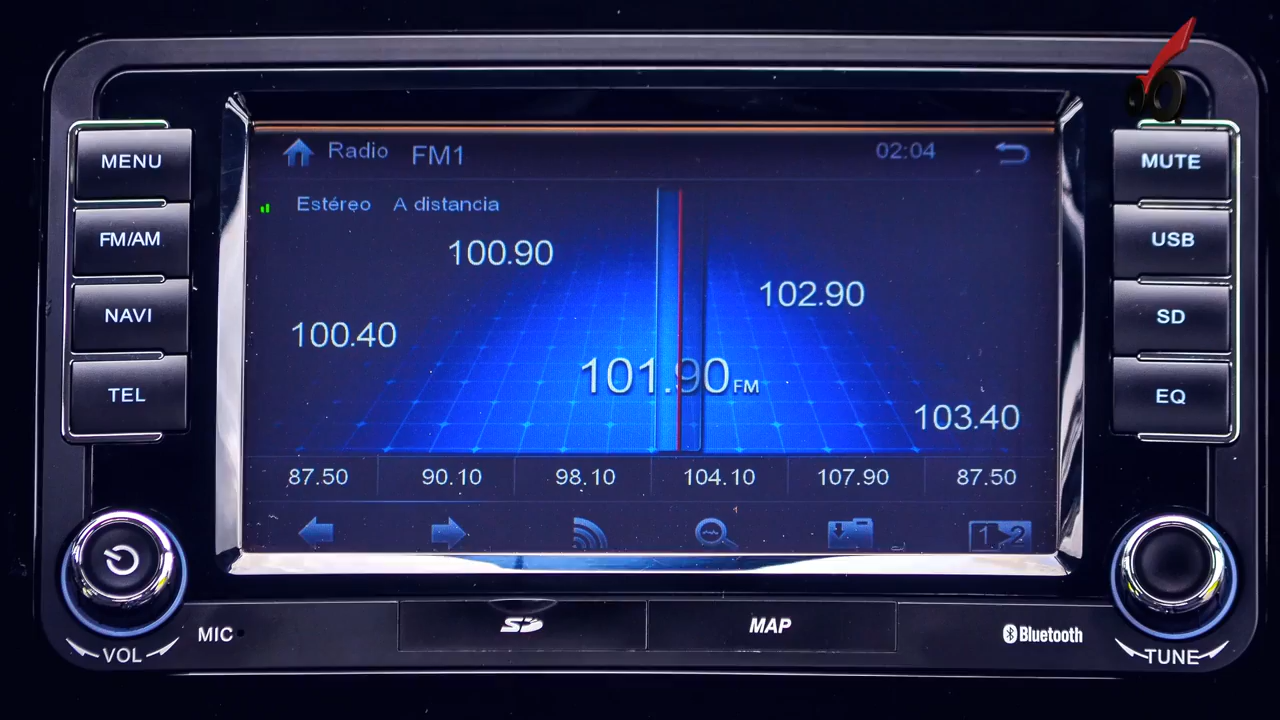 MENU
FM/AM
NAVI
TEL
VOL
MIC
Radio FM1 02:04
Estéreo A distancia
100.90
102.90
100.40
101.90 FM
103.40
87.50 90.10 98.10 104.10 107.90 87.50
1 2
MUTE
USB
SD
EQ
TUNE
SD
MAP
Bluetooth